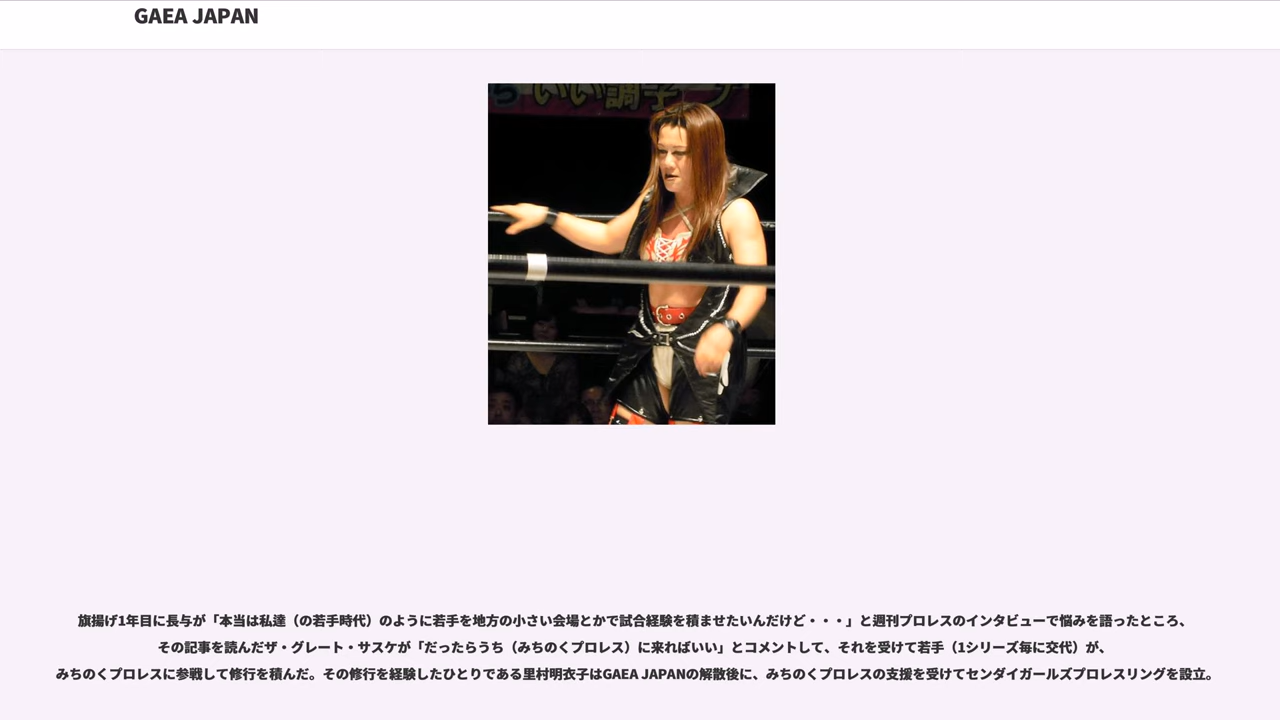 GAEA JAPAN
いい調子
旗揚げ1年目に長与が「本当は私達（の若手時代）のように若手を地方の小さい会場とかで試合経験を積ませたいんだけど・・・」と週刊プロレスのインタビューで悩みを語ったところ、
その記事を読んだザ・グレート・サスケが「だったらうち（みちのくプロレス）に来ればいい」とコメントして、それを受けて若手（1シリーズ毎に交代）が、
みちのくプロレスに参戦して修行を積んだ。その修行を経験したひとりである里村明衣子はGAEA JAPANの解散後に、みちのくプロレスの支援を受けてセンダイガールズプロレスリングを設立。